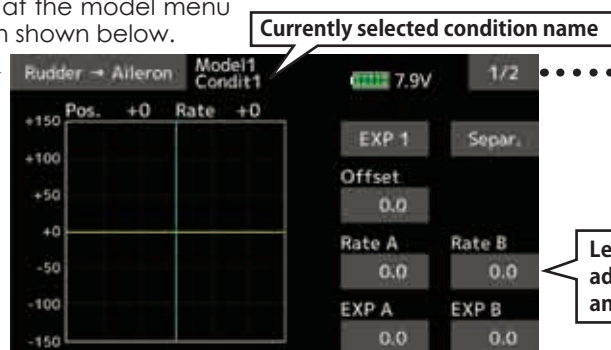 at the model menu
shown below.
Currently selected condition name
Rudder → Aileron
Model1
Condit1
7.9V
1/2
Pos. +0 Rate +0
+150
+100
+50
+0
-50
-100
-150
EXP 1
Separ.
Offset
0.0
Rate A
Rate B
0.0
0.0
EXP A
EXP B
0.0
0.0
Le
ad
an